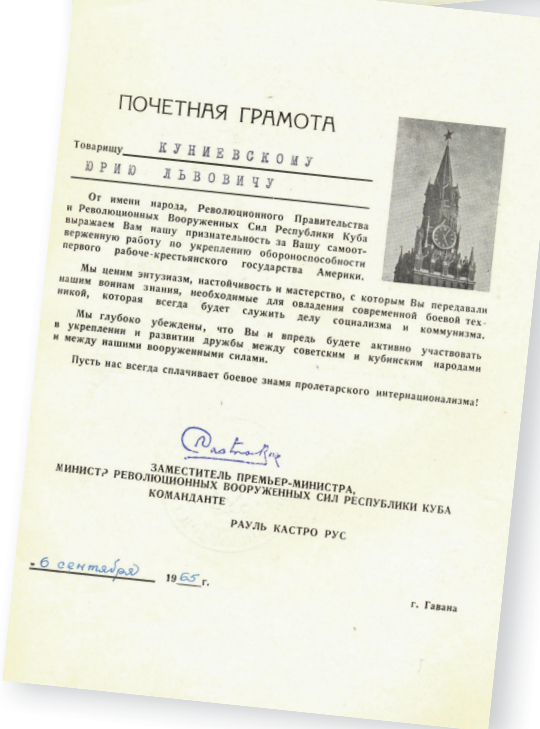 ПОЧЕТНАЯ ГРАМОТА
Товарищу КУНИЕВСКОМУ
ЮРИЮ ЛЬВОВИЧУ
От имени народа, Революционного Правительства
и Революционных Вооруженных Сил Республики Куба
выражаем Вам нашу признательность за Вашу самоот-
верженную работу по укреплению обороноспособности
первого рабоче-крестьянского государства Америки.
Мы ценим энтузиазм, настойчивость и мастерство, с которым Вы передавали
нашим воинам знания, необходимые для овладения современной боевой тех-
никой, которая всегда будет служить делу социализма и коммунизма.
Мы глубоко убеждены, что Вы и впредь будете активно участвовать
в укреплении и развитии дружбы между советским и кубинским народами
и между нашими вооруженными силами.
Пусть нас всегда сплачивает боевое знамя пролетарского интернационализма!
ЗАМЕСТИТЕЛЬ ПРЕМЬЕР-МИНИСТРА,
МИНИСТР РЕВОЛЮЦИОННЫХ ВООРУЖЕННЫХ СИЛ РЕСПУБЛИКИ КУБА
КОМАНДАНТЕ
РАУЛЬ КАСТРО РУС
"6 сентября 1965 г.
г. Гавана